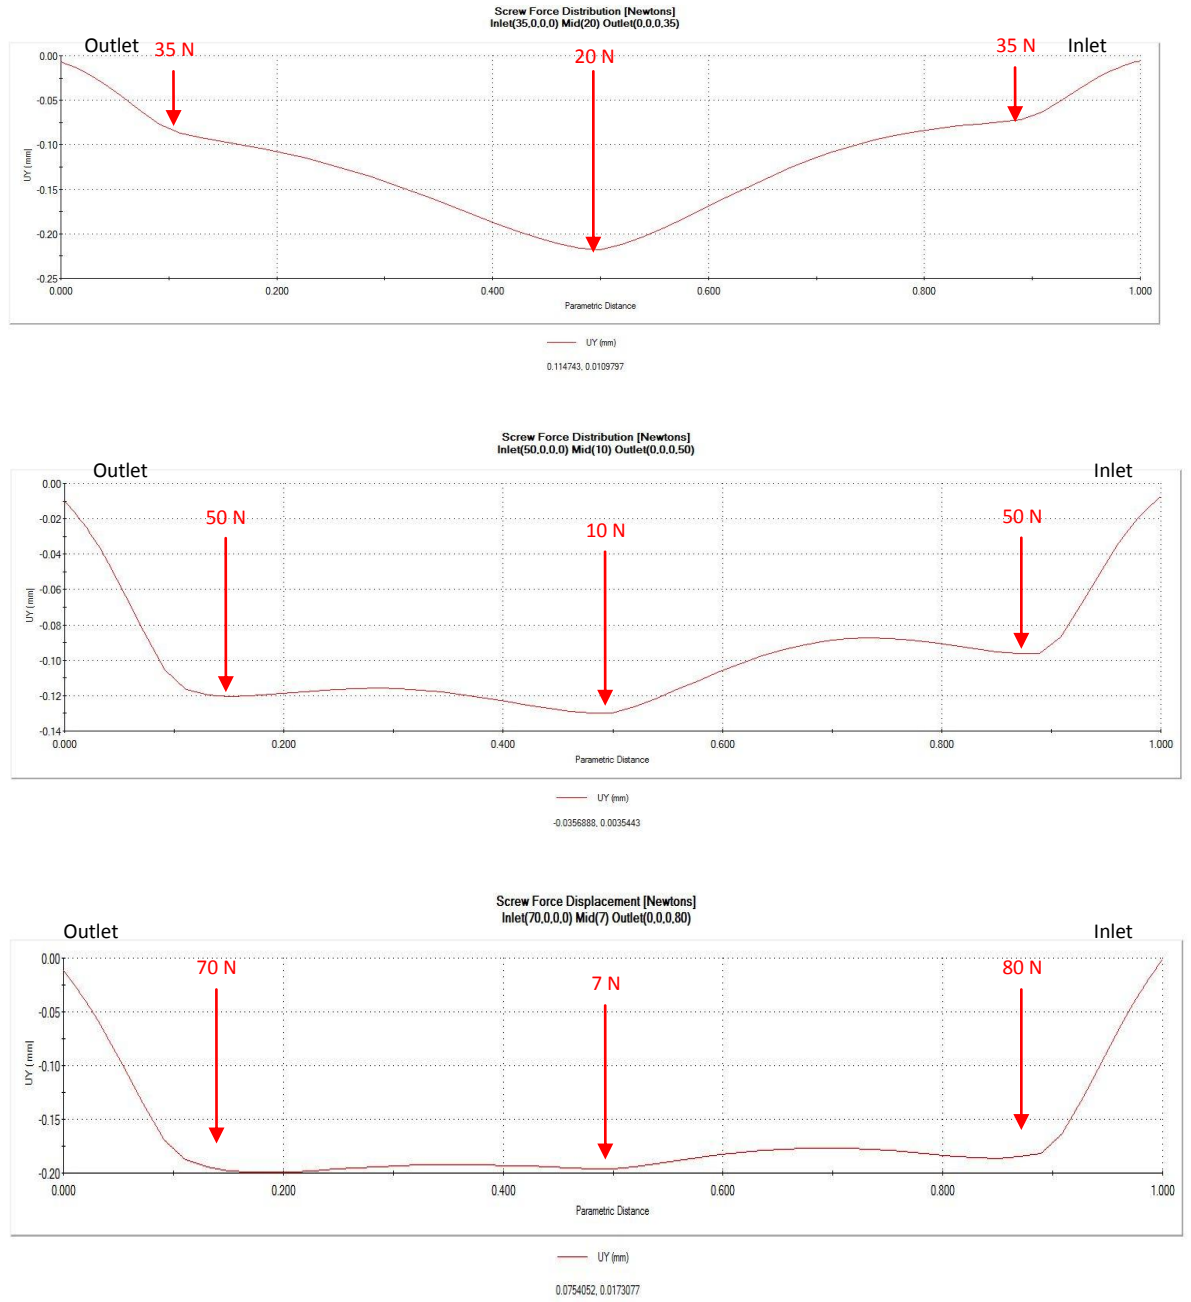 Screw Force Distribution [Newtons]
Inlet(35,0,0,0) Mid(20) Outlet(0,0,0,35)
Outlet
35 N
20 N
35 N
Inlet
0.00
-0.05
-0.10
-0.15
-0.20
-0.25
UY (mm)
0.000
0.200
0.400
0.600
0.800
1.000
Parametric Distance
UY (mm)
0.114743, 0.0109797
Screw Force Distribution [Newtons]
Inlet(50,0,0,0) Mid(10) Outlet(0,0,0,50)
Outlet
Inlet
50 N
10 N
50 N
0.00
-0.02
-0.04
-0.06
-0.08
-0.10
-0.12
-0.14
UY (mm)
0.000
0.200
0.400
0.600
0.800
1.000
Parametric Distance
UY (mm)
-0.0356888, 0.0035443
Screw Force Displacement [Newtons]
Inlet(70,0,0,0) Mid(7) Outlet(0,0,0,80)
Outlet
Inlet
70 N
7 N
80 N
0.00
-0.05
-0.10
-0.15
-0.20
UY (mm)
0.000
0.200
0.400
0.600
0.800
1.000
Parametric Distance
UY (mm)
0.0754052, 0.0173077